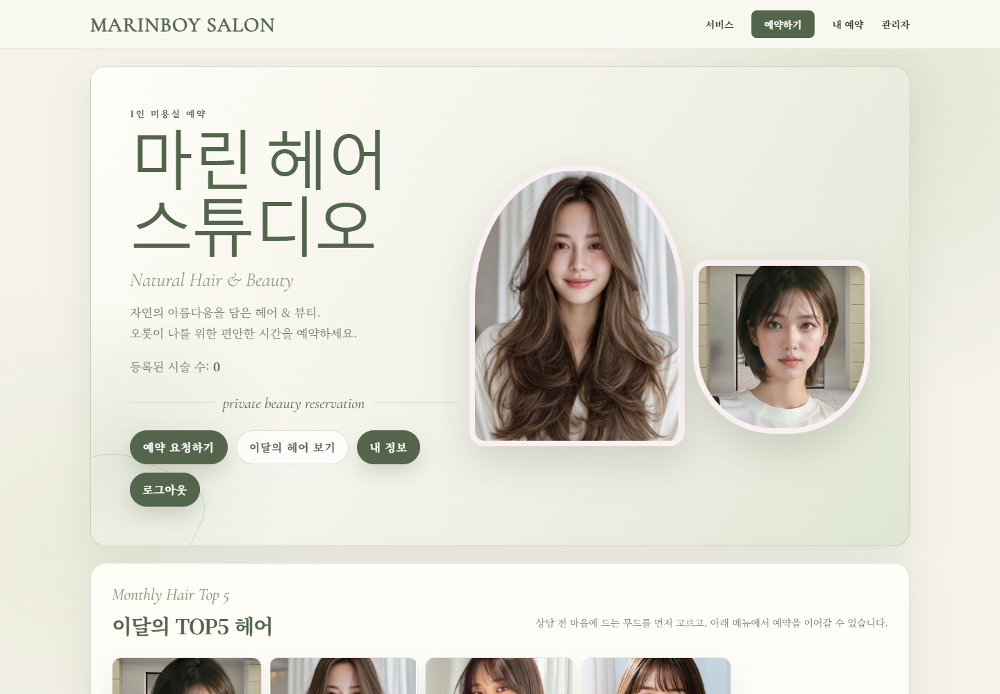 MARINBOY SALON
서비스
예약하기
내 예약
관리자
1인 미용실 예약
마린 헤어
스튜디오
Natural Hair & Beauty
자연의 아름다움을 담은 헤어 & 뷰티.
오롯이 나를 위한 편안한 시간을 예약하세요.
등록된 시술 수: 0
private beauty reservation
예약 요청하기
이달의 헤어 보기
내 정보
로그아웃
Monthly Hair Top 5
이달의 TOP5 헤어
상담 전 마음에 드는 무드를 먼저 고르고, 아래 메뉴에서 예약을 이어갈 수 있습니다.